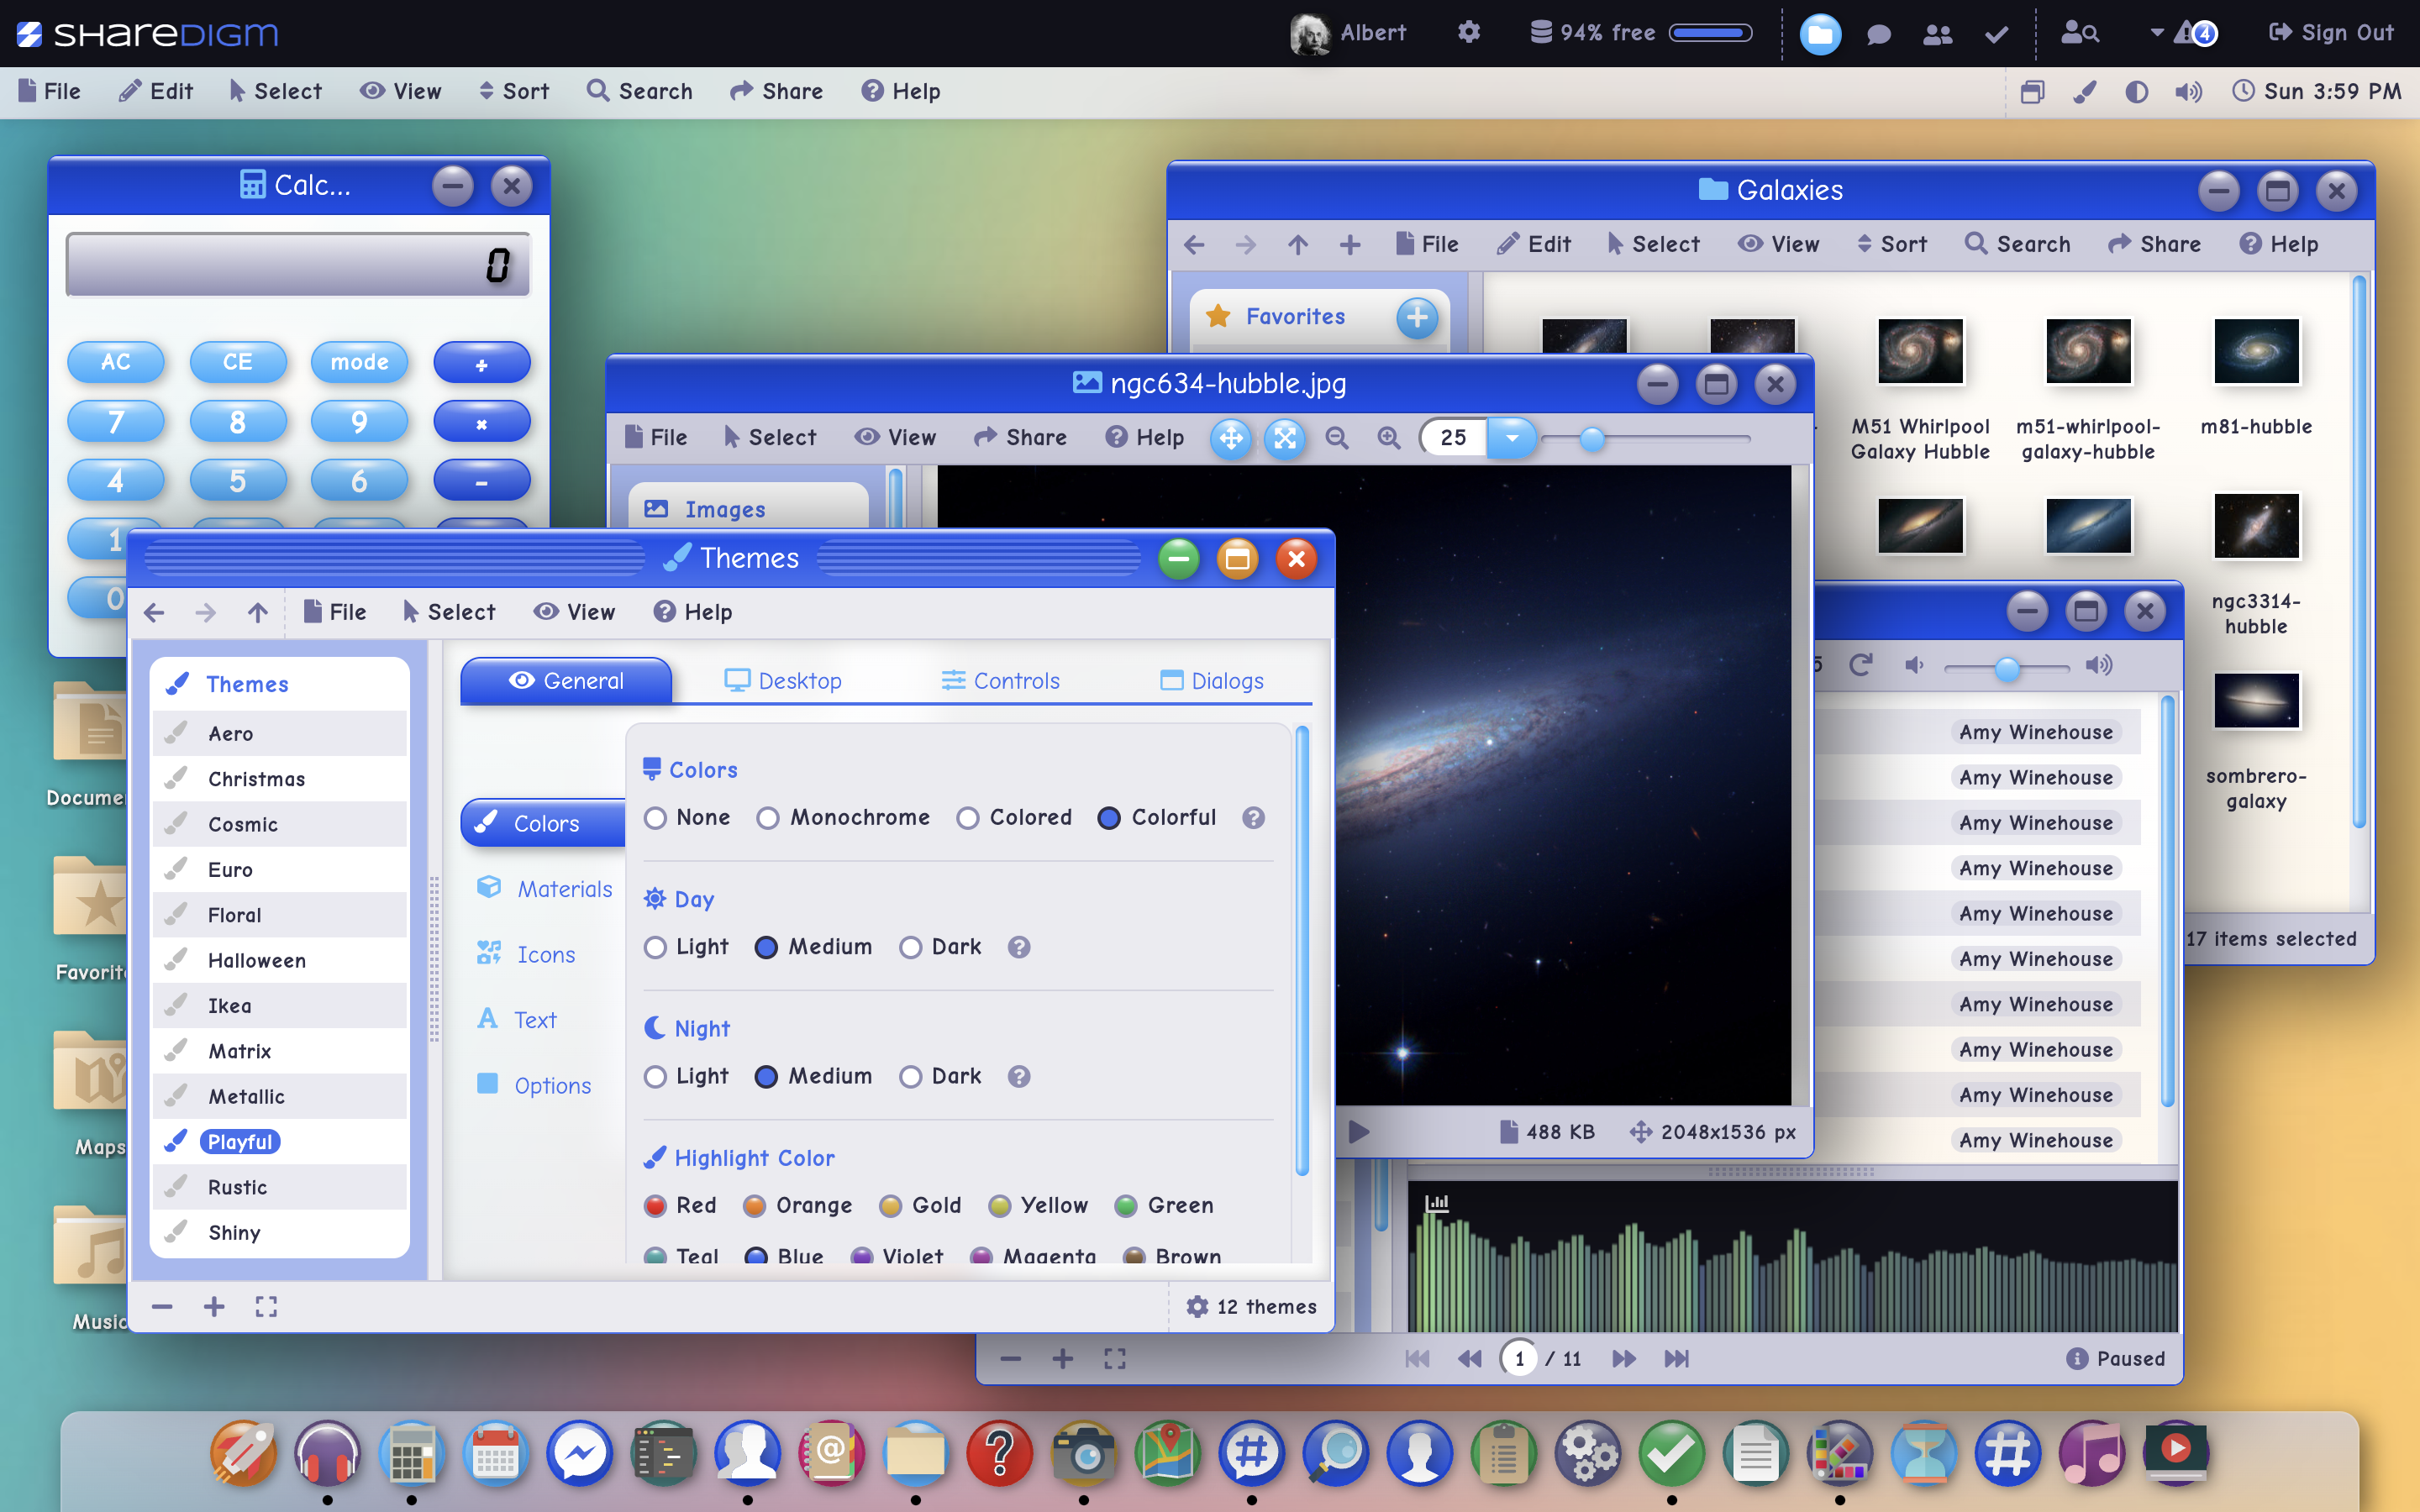 SHAREDIGM
Albert
94% free
4
Sign Out
File Edit Select View Sort Search Share Help
Sun 3:59 PM
Calc...
0
AC CE mode +
7 8 9 ×
4 5 6 -
1
0
Galaxies
File Edit Select View Sort Search Share Help
Favorites
M51 Whirlpool
Galaxy Hubble
m51-whirlpool-
galaxy-hubble
m81-hubble
ngc3314-
hubble
sombrero-
galaxy
17 items selected
ngc634-hubble.jpg
File Select View Share Help 25
Images
488 KB 2048x1536 px
Themes
File Select View Help
Themes
Aero
Christmas
Cosmic
Euro
Floral
Halloween
Ikea
Matrix
Metallic
Playful
Rustic
Shiny
General Desktop Controls Dialogs
Colors
Materials
Icons
Text
Options
Colors
None Monochrome Colored Colorful
Day
Light Medium Dark
Night
Light Medium Dark
Highlight Color
Red Orange Gold Yellow Green
Teal Blue Violet Magenta Brown
12 themes
Amy Winehouse
Amy Winehouse
Amy Winehouse
Amy Winehouse
Amy Winehouse
Amy Winehouse
Amy Winehouse
Amy Winehouse
Amy Winehouse
Amy Winehouse
1 / 11
Paused
Maps
Music